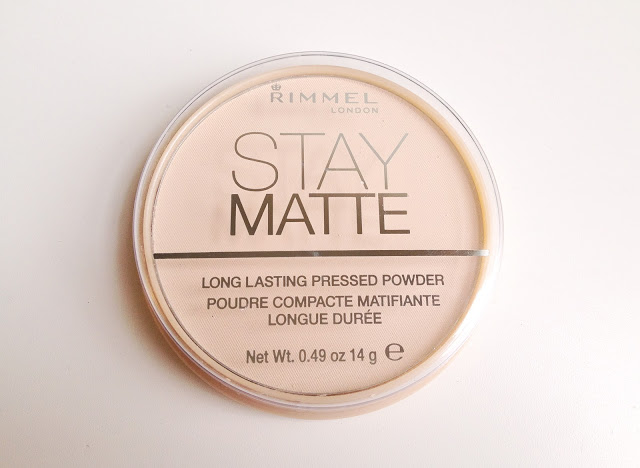 RIMMEL
LONDON
STAY
MATTE
LONG LASTING PRESSED POWDER
POUDRE COMPACTE MATIFIANTE
LONGUE DURÉE
Net Wt. 0.49 oz 14 g ℮